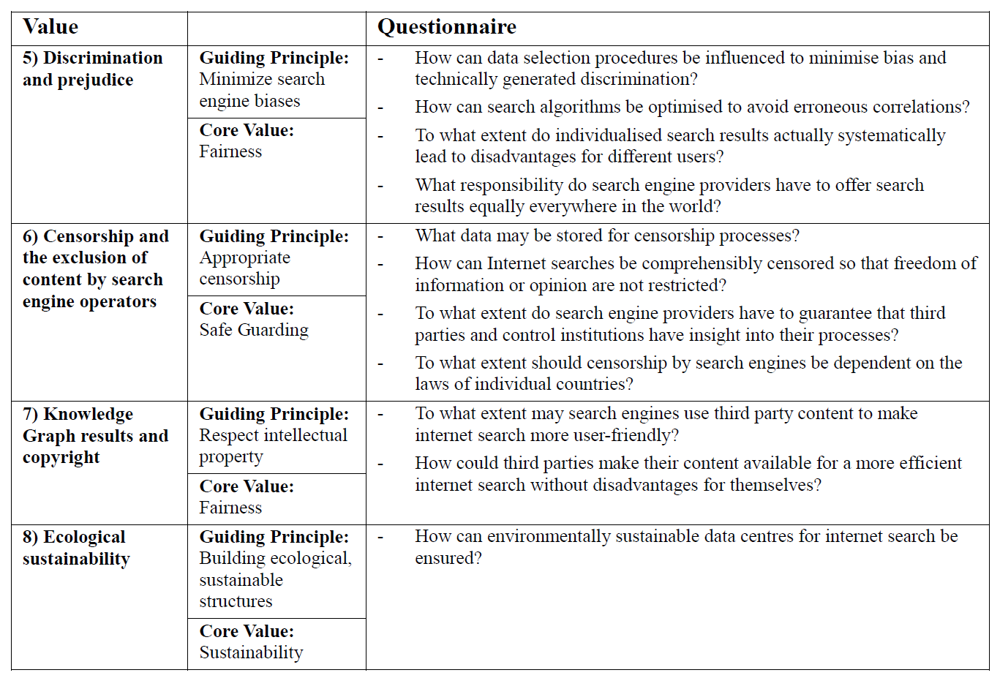 Value
Questionnaire
5) Discrimination
and prejudice
Guiding Principle:
Minimize search
engine biases
Core Value:
Fairness
- How can data selection procedures be influenced to minimise bias and
technically generated discrimination?
- How can search algorithms be optimised to avoid erroneous correlations?
- To what extent do individualised search results actually systematically
lead to disadvantages for different users?
- What responsibility do search engine providers have to offer search
results equally everywhere in the world?
6) Censorship and
the exclusion of
content by search
engine operators
Guiding Principle:
Appropriate
censorship
Core Value:
Safe Guarding
- What data may be stored for censorship processes?
- How can Internet searches be comprehensibly censored so that freedom of
information or opinion are not restricted?
- To what extent do search engine providers have to guarantee that third
parties and control institutions have insight into their processes?
- To what extent should censorship by search engines be dependent on the
laws of individual countries?
7) Knowledge
Graph results and
copyright
Guiding Principle:
Respect intellectual
property
Core Value:
Fairness
- To what extent may search engines use third party content to make
internet search more user-friendly?
- How could third parties make their content available for a more efficient
internet search without disadvantages for themselves?
8) Ecological
sustainability
Guiding Principle:
Building ecological,
sustainable
structures
Core Value:
Sustainability
- How can environmentally sustainable data centres for internet search be
ensured?